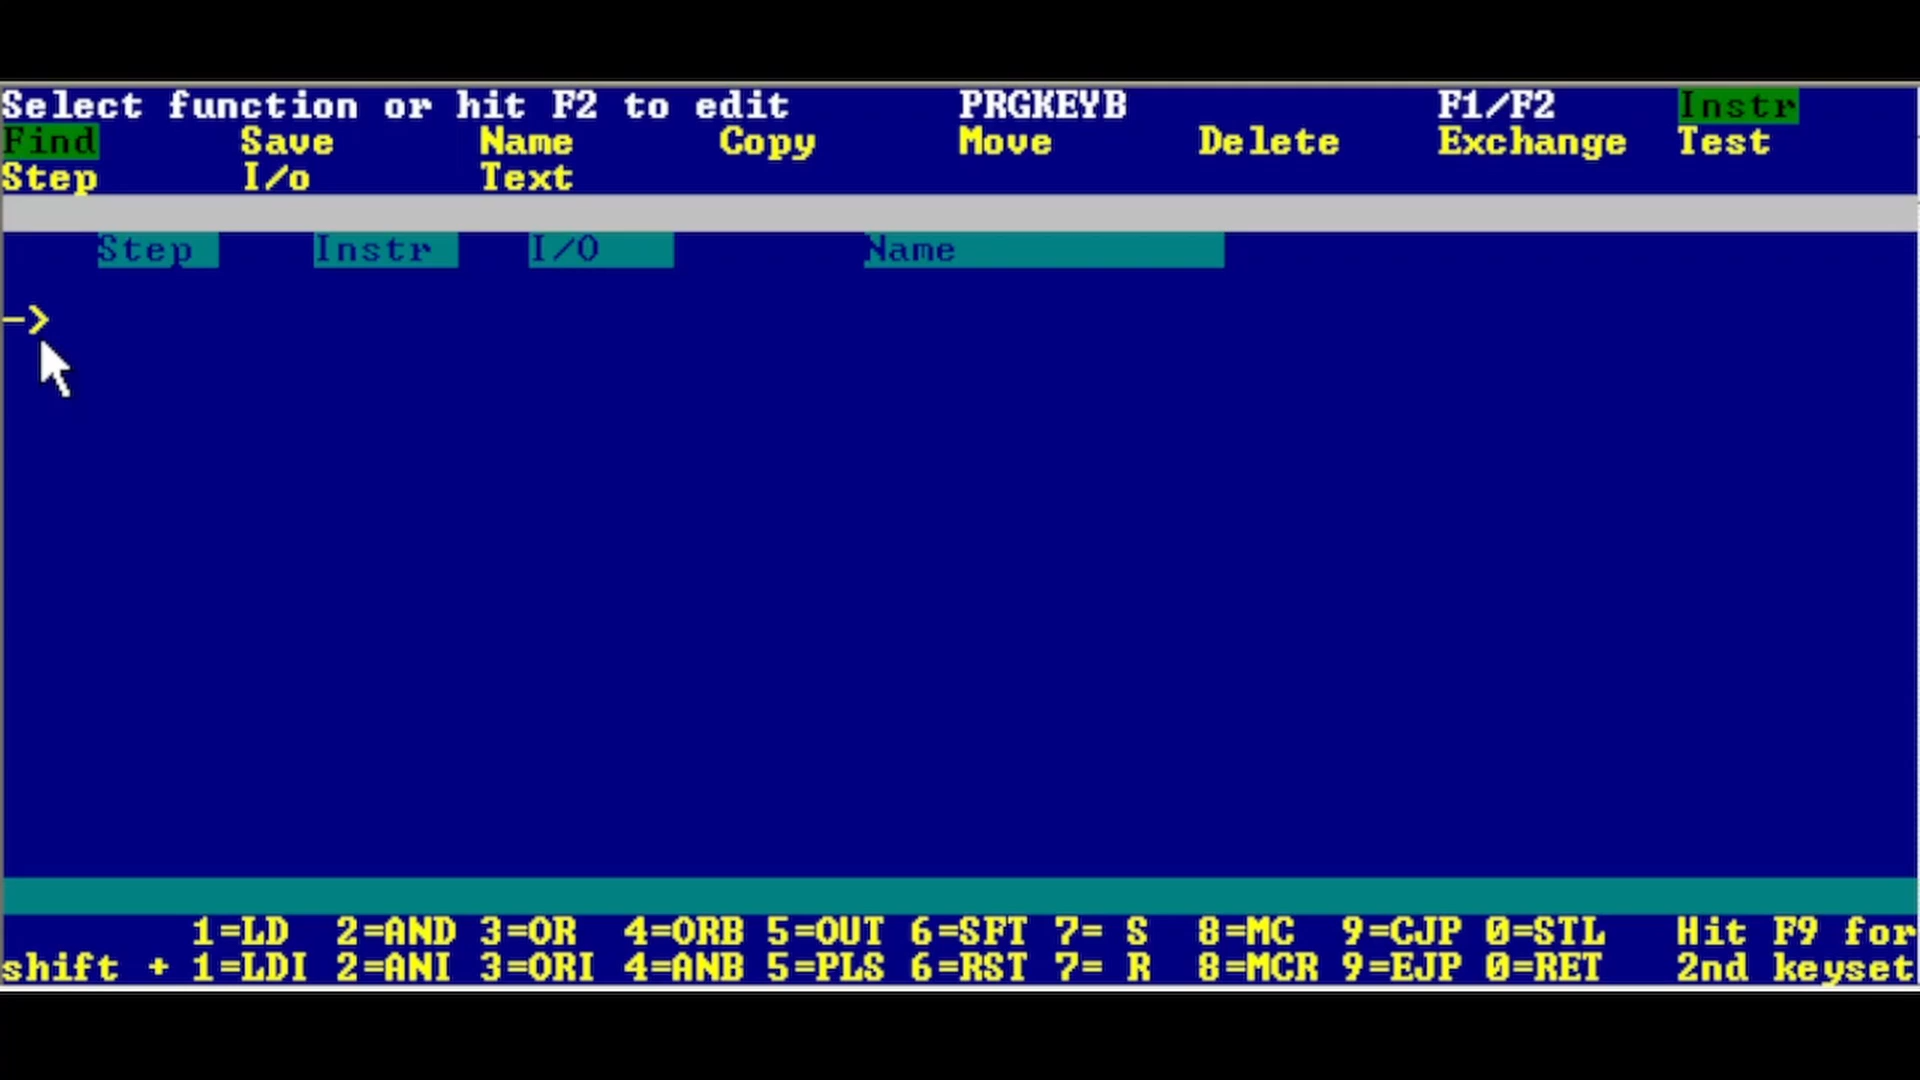 Select function or hit F2 to edit PRGKEYB F1/F2 Instr
Find Save Name Copy Move Delete Exchange Test
Step I/o Text
Step Instr I/O Name
->
1=LD 2=AND 3=OR 4=ORB 5=OUT 6=SFT 7= S 8=MC 9=CJP 0=STL Hit F9 for
shift + 1=LDI 2=ANI 3=ORI 4=ANB 5=PLS 6=RST 7= R 8=MCR 9=EJP 0=RET 2nd keyset